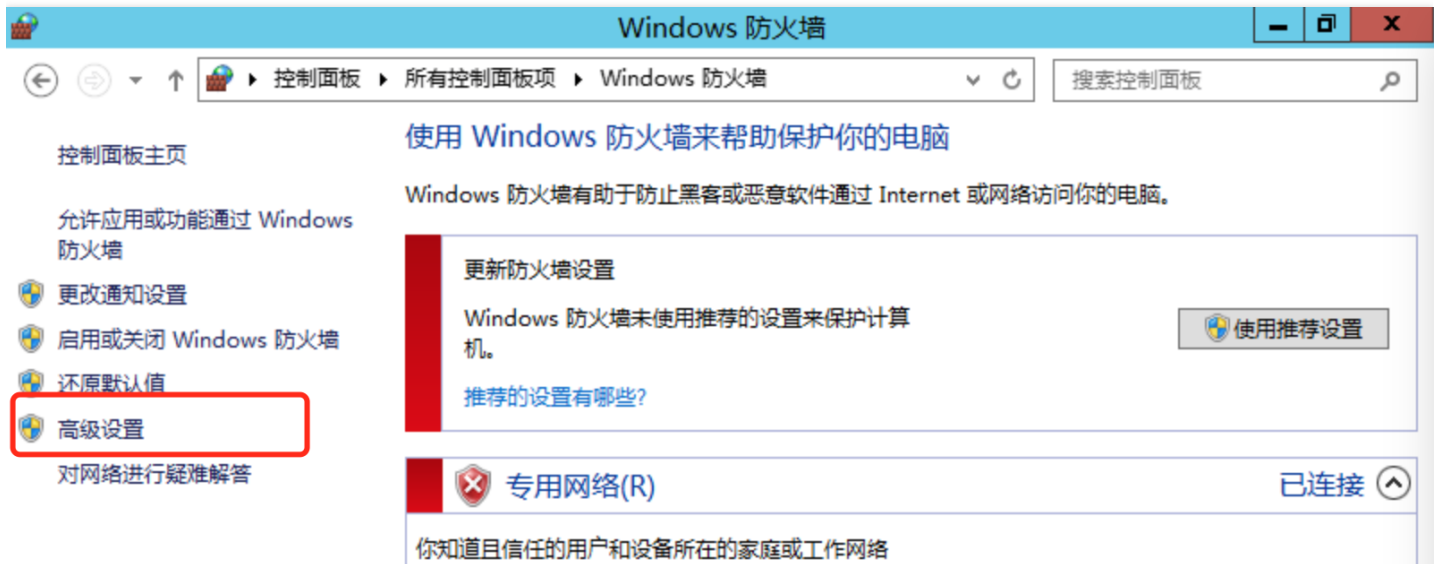 Windows 防火墙
控制面板 所有控制面板项 Windows 防火墙
搜索控制面板
控制面板主页
允许应用或功能通过 Windows
防火墙
更改通知设置
启用或关闭 Windows 防火墙
还原默认值
高级设置
对网络进行疑难解答
使用 Windows 防火墙来帮助保护你的电脑
Windows 防火墙有助于防止黑客或恶意软件通过 Internet 或网络访问你的电脑。
更新防火墙设置
Windows 防火墙未使用推荐的设置来保护计算
机。
使用推荐设置
推荐的设置有哪些?
专用网络(R)
已连接
你知道且信任的用户和设备所在的家庭或工作网络